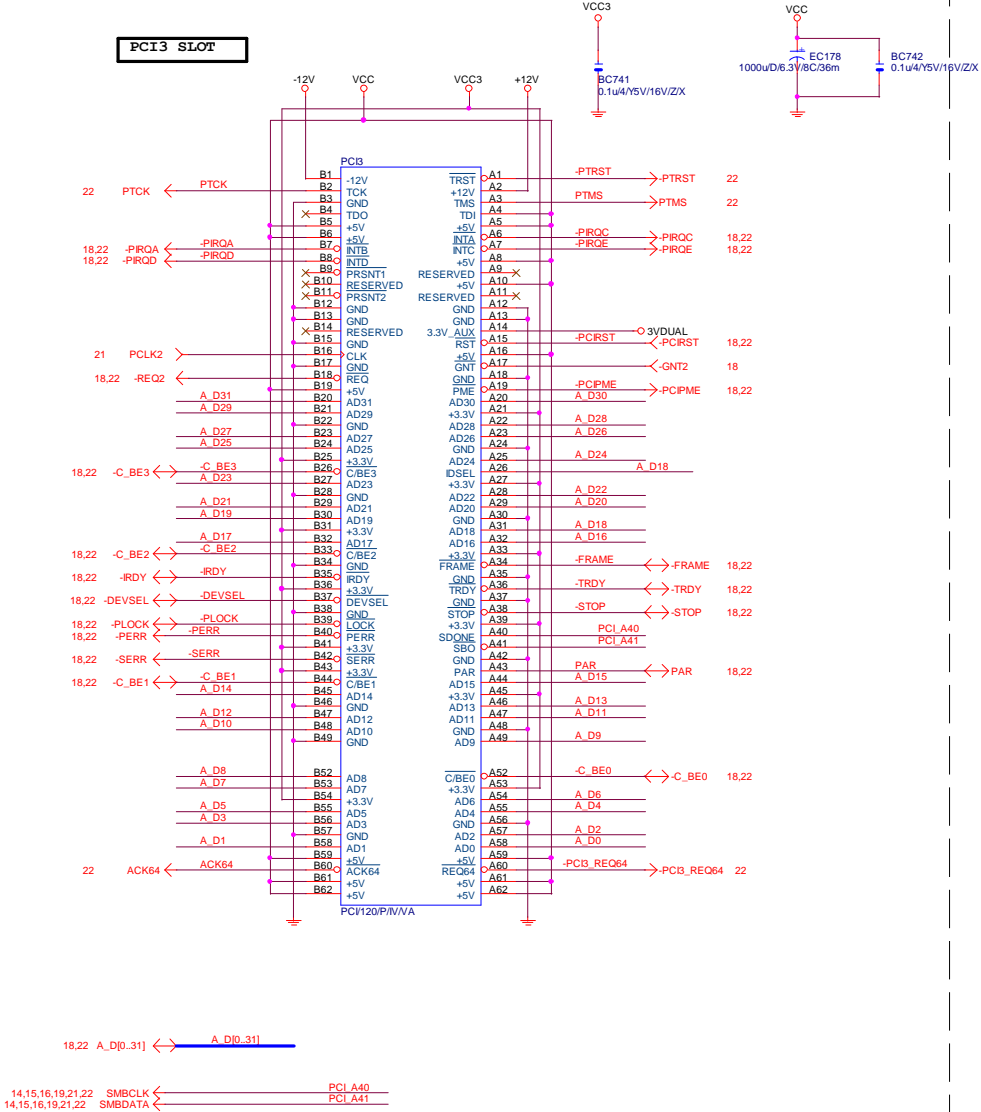 VCC3
VCC
PCI3 SLOT
EC178
1000u/D/6.3V/8C/36m
BC742
0.1u/4/Y5V/16V/Z/X
BC741
0.1u/4/Y5V/16V/Z/X
-12V VCC VCC3 +12V
PCI3
B1 -12V TRST A1 -PTRST -PTRST 22
22 PTCK PTCK B2 TCK +12V A2
B3 GND TMS A3 PTMS PTMS 22
B4 TDO TDI A4
B5 +5V +5V A5
B6 +5V INTA A6 -PIRQC -PIRQC 18,22
18,22 -PIRQA -PIRQA B7 INTB INTC A7 -PIRQE -PIRQE 18,22
18,22 -PIRQD -PIRQD B8 INTD +5V A8
B9 PRSNT1 RESERVED A9
B10 RESERVED +5V A10
B11 PRSNT2 RESERVED A11
B12 GND GND A12
B13 GND GND A13
B14 RESERVED 3.3V_AUX A14 3VDUAL
B15 GND RST A15 -PCIRST -PCIRST 18,22
21 PCLK2 B16 CLK +5V A16
B17 GND GNT A17 -GNT2 18
18,22 -REQ2 B18 REQ GND A18
B19 +5V PME A19 -PCIPME -PCIPME 18,22
A_D31 B20 AD31 AD30 A20 A_D30
A_D29 B21 AD29 +3.3V A21
B22 GND AD28 A22 A_D28
A_D27 B23 AD27 AD26 A23 A_D26
A_D25 B24 AD25 GND A24
B25 +3.3V AD24 A25 A_D24
18,22 -C_BE3 -C_BE3 B26 C/BE3 IDSEL A26 A_D18
A_D23 B27 AD23 +3.3V A27
B28 GND AD22 A28 A_D22
A_D21 B29 AD21 AD20 A29 A_D20
A_D19 B30 AD19 GND A30
B31 +3.3V AD18 A31 A_D18
A_D17 B32 AD17 AD16 A32 A_D16
18,22 -C_BE2 -C_BE2 B33 C/BE2 +3.3V A33
B34 GND FRAME A34 -FRAME -FRAME 18,22
18,22 -IRDY -IRDY B35 IRDY GND A35
B36 +3.3V TRDY A36 -TRDY -TRDY 18,22
18,22 -DEVSEL -DEVSEL B37 DEVSEL GND A37
B38 GND STOP A38 -STOP -STOP 18,22
18,22 -PLOCK -PLOCK B39 LOCK +3.3V A39
18,22 -PERR -PERR B40 PERR SDONE A40 PCI_A40
B41 +3.3V SBO A41 PCI_A41
18,22 -SERR -SERR B42 SERR GND A42
B43 +3.3V PAR A43 PAR PAR 18,22
18,22 -C_BE1 -C_BE1 B44 C/BE1 AD15 A44 A_D15
A_D14 B45 AD14 +3.3V A45
B46 GND AD13 A46 A_D13
A_D12 B47 AD12 AD11 A47 A_D11
A_D10 B48 AD10 GND A48
B49 GND AD9 A49 A_D9
A_D8 B52 AD8 C/BE0 A52 -C_BE0 -C_BE0 18,22
A_D7 B53 AD7 +3.3V A53
B54 +3.3V AD6 A54 A_D6
A_D5 B55 AD5 AD4 A55 A_D4
A_D3 B56 AD3 GND A56
B57 GND AD2 A57 A_D2
A_D1 B58 AD1 AD0 A58 A_D0
B59 +5V +5V A59
22 ACK64 ACK64 B60 ACK64 REQ64 A60 -PCI3_REQ64 -PCI3_REQ64 22
B61 +5V +5V A61
B62 +5V +5V A62
PCI/120/P/IV/VA
18,22 A_D[0..31] A_D[0..31]
14,15,16,19,21,22 SMBCLK PCI_A40
14,15,16,19,21,22 SMBDATA PCI_A41